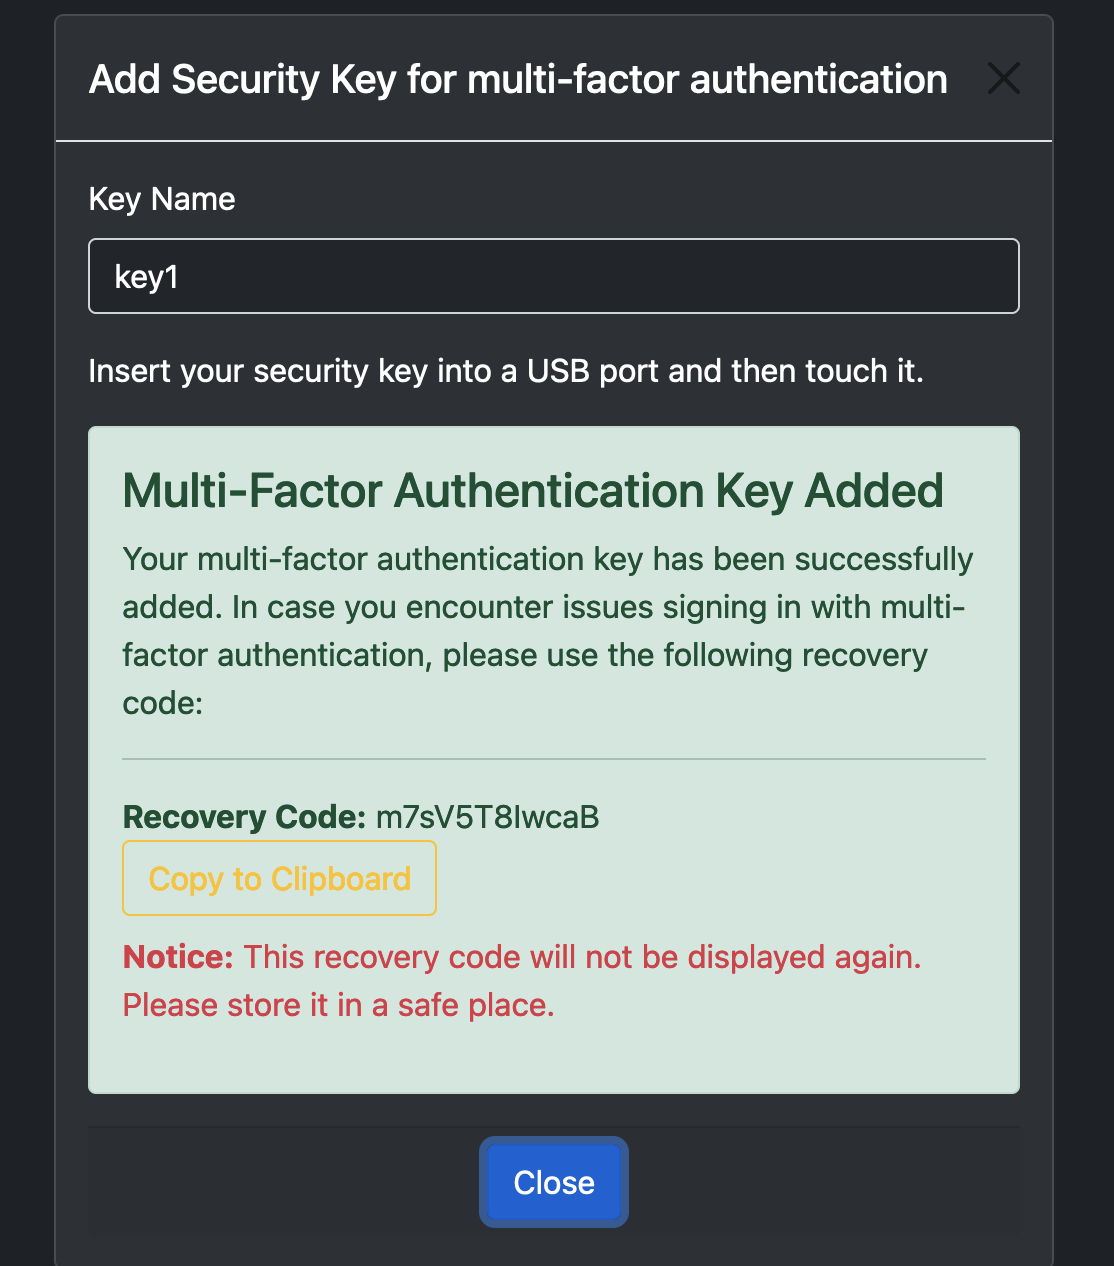 Add Security Key for multi-factor authentication
Key Name
key1
Insert your security key into a USB port and then touch it.
Multi-Factor Authentication Key Added
Your multi-factor authentication key has been successfully
added. In case you encounter issues signing in with multi-
factor authentication, please use the following recovery
code:
Recovery Code: m7sV5T8IwcaB
Copy to Clipboard
Notice: This recovery code will not be displayed again.
Please store it in a safe place.
Close